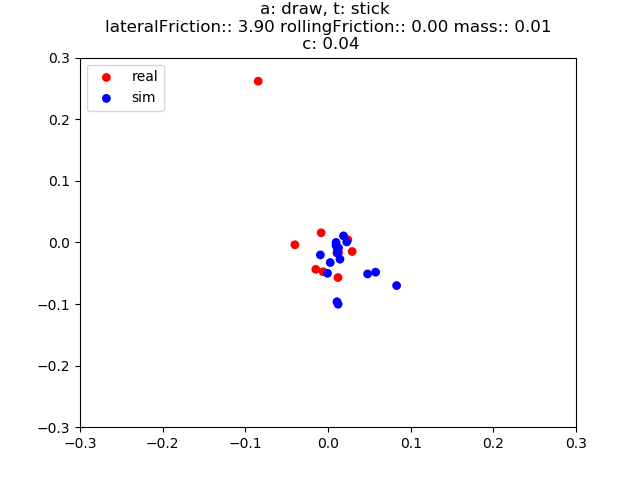 a: draw, t: stick
lateralFriction:: 3.90 rollingFriction:: 0.00 mass:: 0.01
c: 0.04
real
sim
0.3
0.2
0.1
0.0
−0.1
−0.2
−0.3
−0.3
−0.2
−0.1
0.0
0.1
0.2
0.3